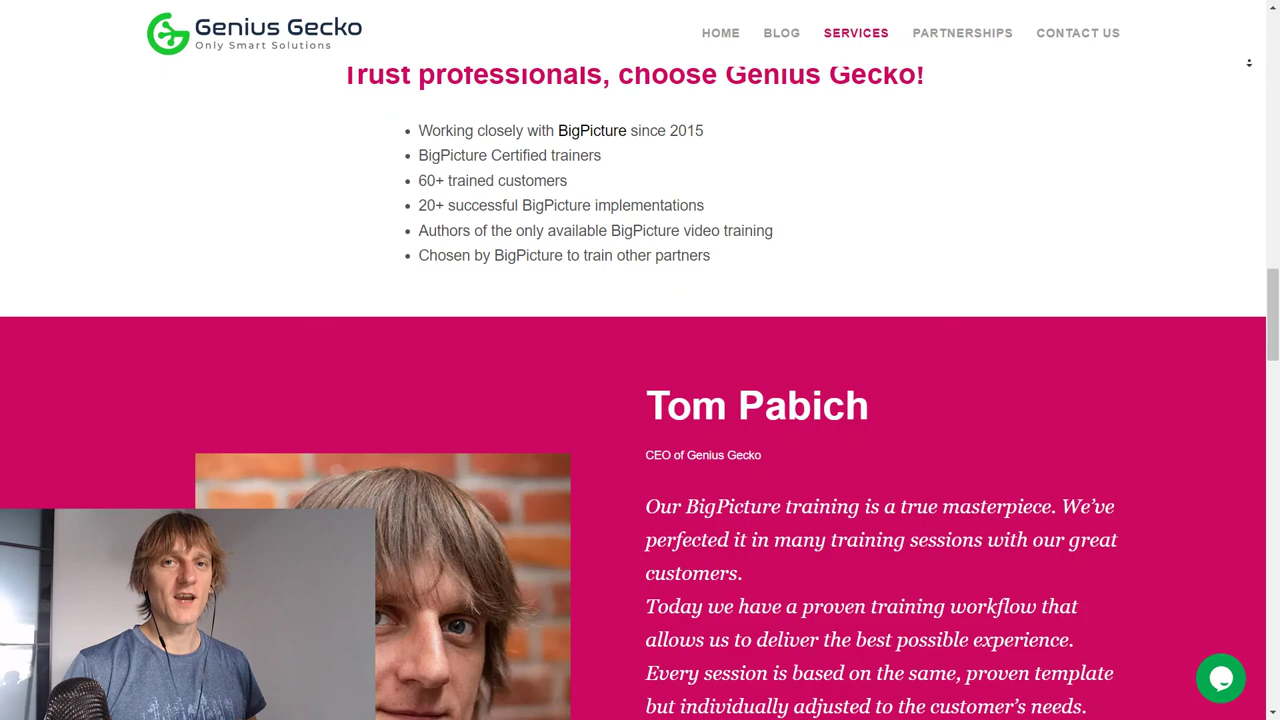 Genius Gecko
Only Smart Solutions
HOME BLOG SERVICES PARTNERSHIPS CONTACT US
Trust professionals, choose Genius Gecko!
Working closely with BigPicture since 2015
BigPicture Certified trainers
60+ trained customers
20+ successful BigPicture implementations
Authors of the only available BigPicture video training
Chosen by BigPicture to train other partners
Tom Pabich
CEO of Genius Gecko
Our BigPicture training is a true masterpiece. We’ve
perfected it in many training sessions with our great
customers.
Today we have a proven training workflow that
allows us to deliver the best possible experience.
Every session is based on the same, proven template
but individually adjusted to the customer’s needs.